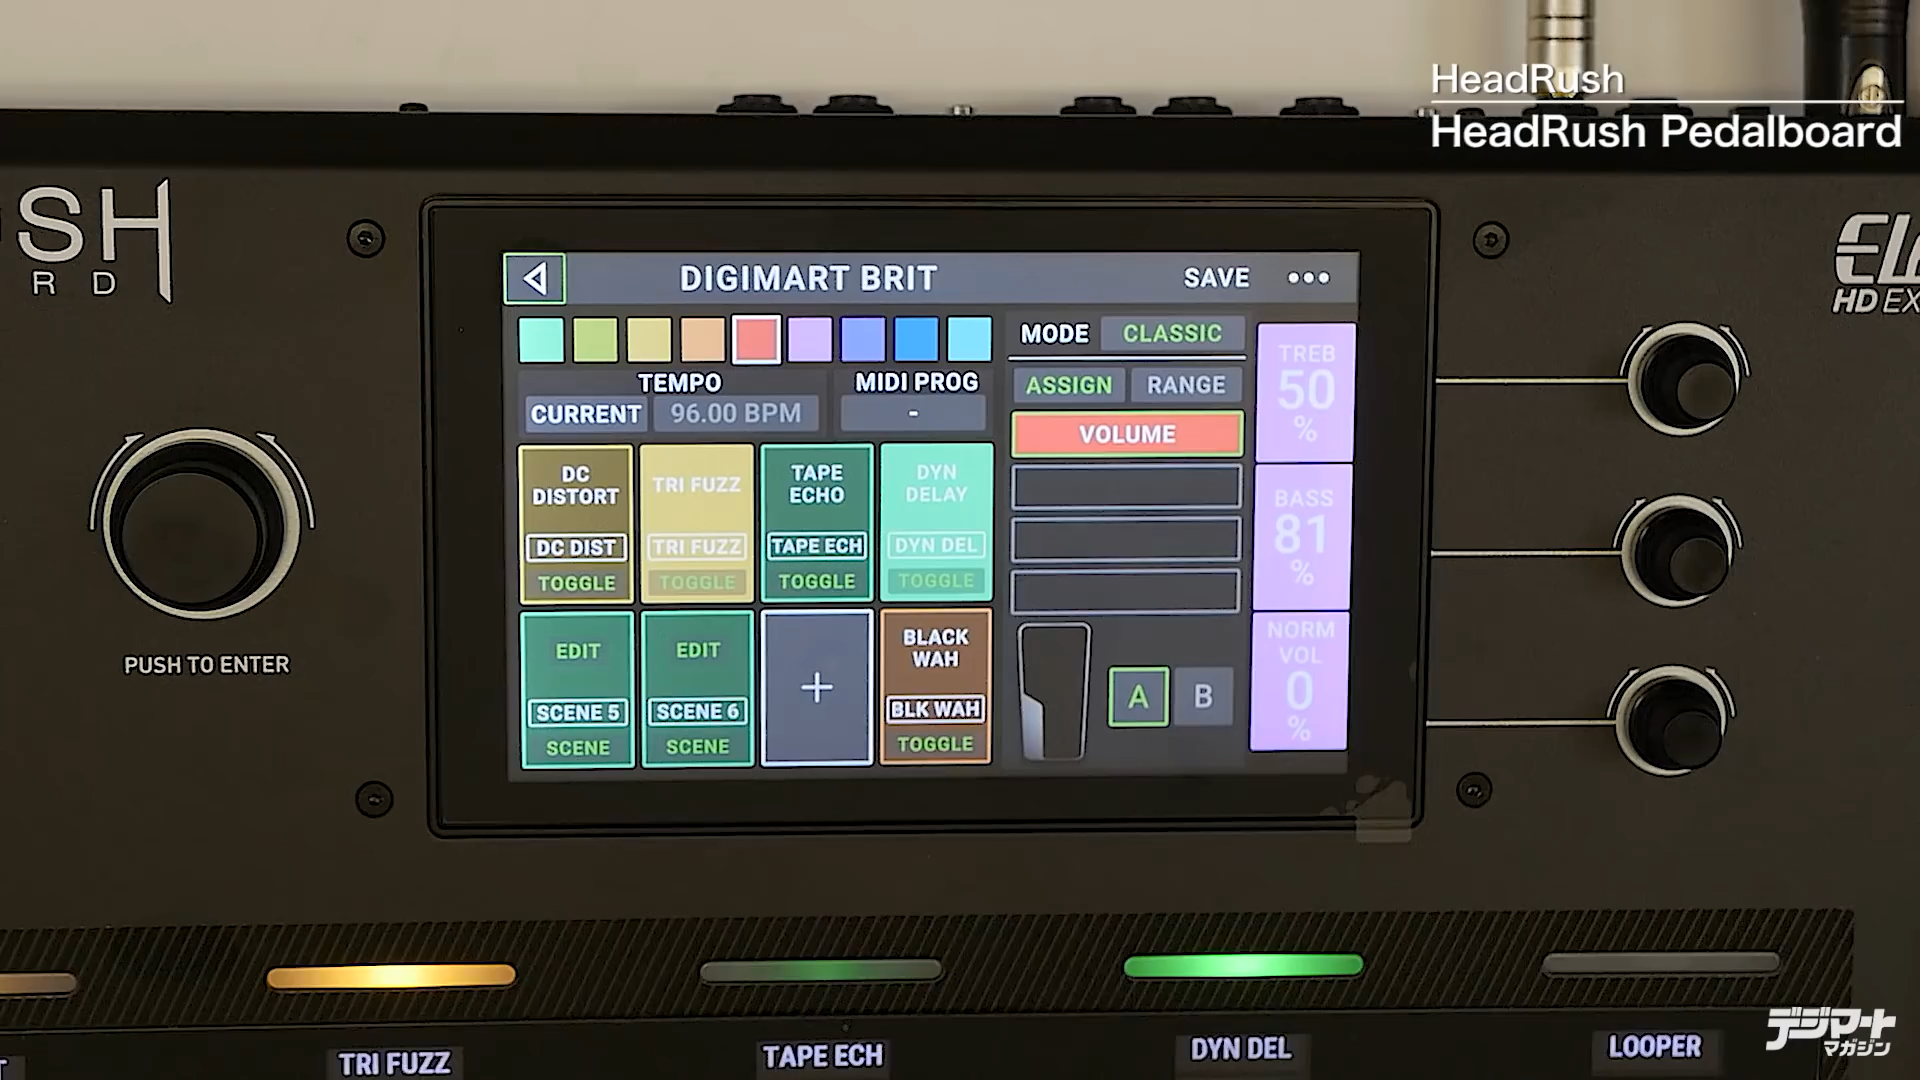 HeadRush
HeadRush Pedalboard
SH
RD
HD EX
DIGIMART BRIT
SAVE
TEMPO
CURRENT
96.00 BPM
MIDI PROG
-
MODE
CLASSIC
ASSIGN
RANGE
VOLUME
A
B
TREB
50
%
BASS
81
%
NORM
VOL
0
%
DC
DISTORT
DC DIST
TOGGLE
TRI FUZZ
TRI FUZZ
TOGGLE
TAPE
ECHO
TAPE ECH
TOGGLE
DYN
DELAY
DYN DEL
TOGGLE
EDIT
SCENE 5
SCENE
EDIT
SCENE 6
SCENE
+
BLACK
WAH
BLK WAH
TOGGLE
PUSH TO ENTER
TRI FUZZ
TAPE ECH
DYN DEL
LOOPER
デジマート
マガジン